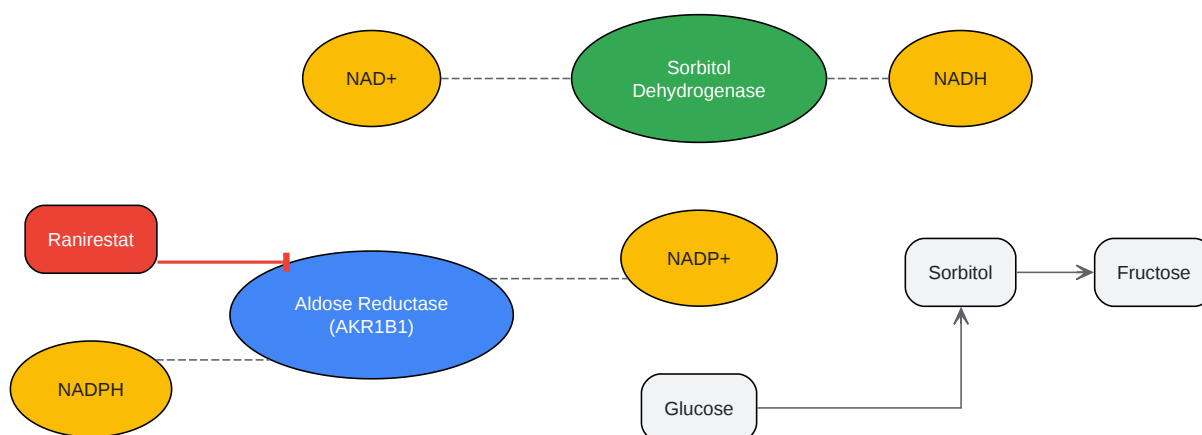 NAD+
Sorbitol
Dehydrogenase
NADH
Ranirestat
NADP+
Sorbitol
Fructose
Aldose Reductase
(AKR1B1)
NADPH
Glucose